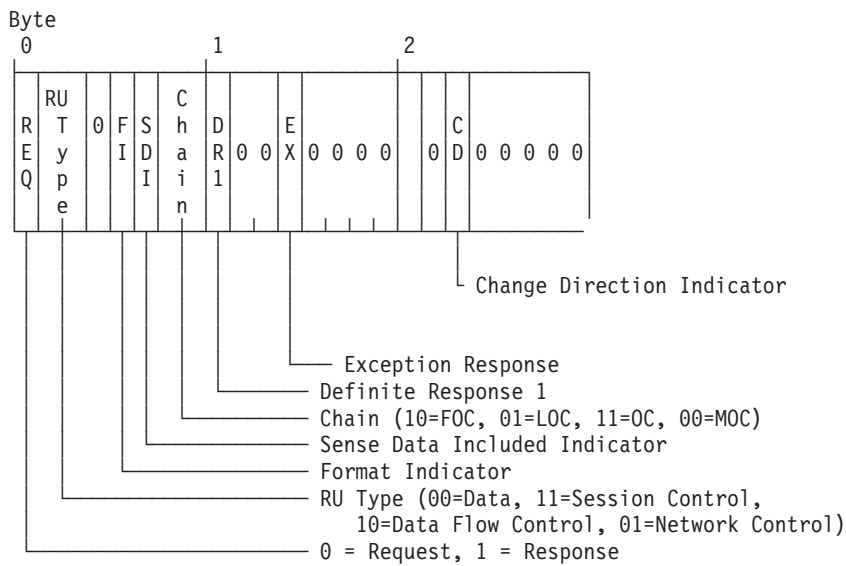 Byte
0 1 2
RU C
R T 0 F S h D E C
E y I D a R 0 0 X 0 0 0 0 0 D 0 0 0 0 0
Q p I i 1
e n
Change Direction Indicator
Exception Response
Definite Response 1
Chain (10=FOC, 01=LOC, 11=OC, 00=MOC)
Sense Data Included Indicator
Format Indicator
RU Type (00=Data, 11=Session Control,
10=Data Flow Control, 01=Network Control)
0 = Request, 1 = Response